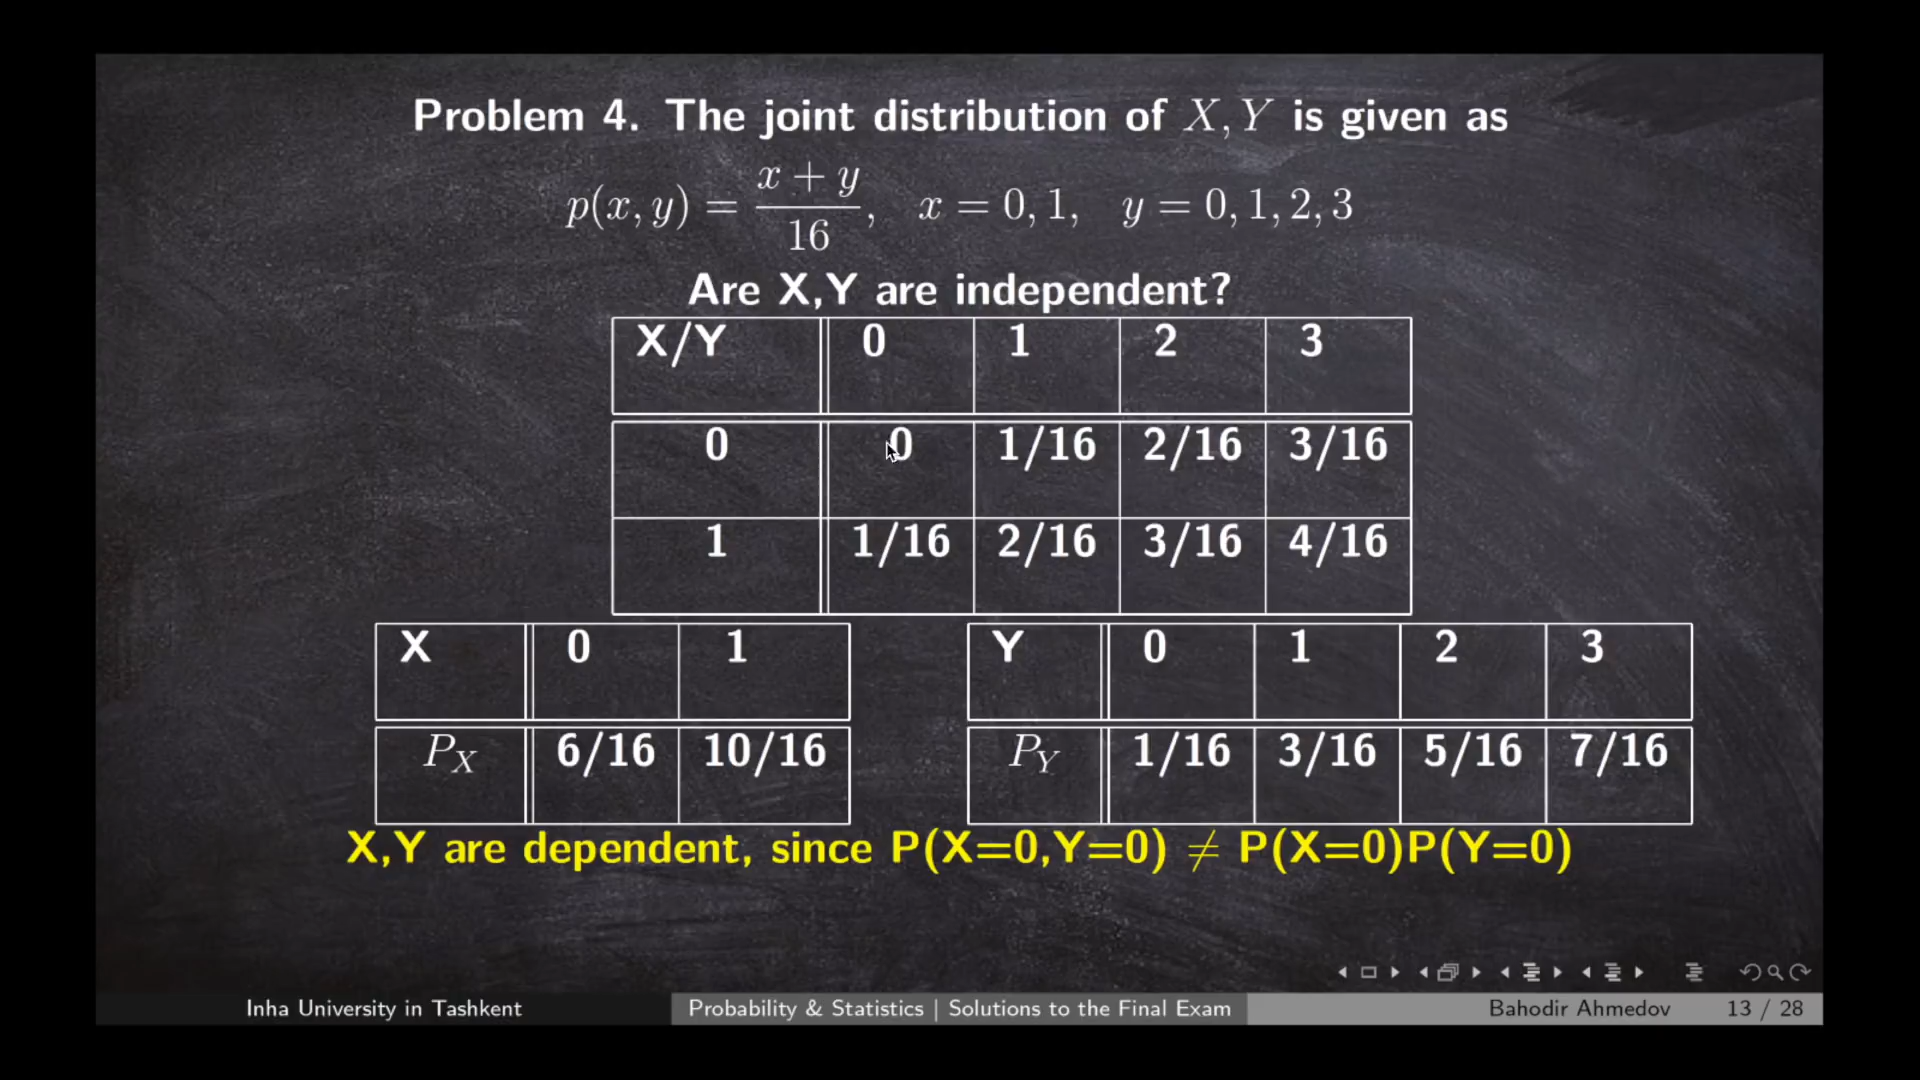 Problem 4. The joint distribution of X, Y is given as
p(x, y) = x + y / 16, x = 0, 1, y = 0, 1, 2, 3
Are X,Y are independent?
X/Y 0 1 2 3
0 0 1/16 2/16 3/16
1 1/16 2/16 3/16 4/16
X 0 1
P_X 6/16 10/16
Y 0 1 2 3
P_Y 1/16 3/16 5/16 7/16
X,Y are dependent, since P(X=0,Y=0) ≠ P(X=0)P(Y=0)
Inha University in Tashkent
Probability & Statistics | Solutions to the Final Exam
Bahodir Ahmedov 13 / 28